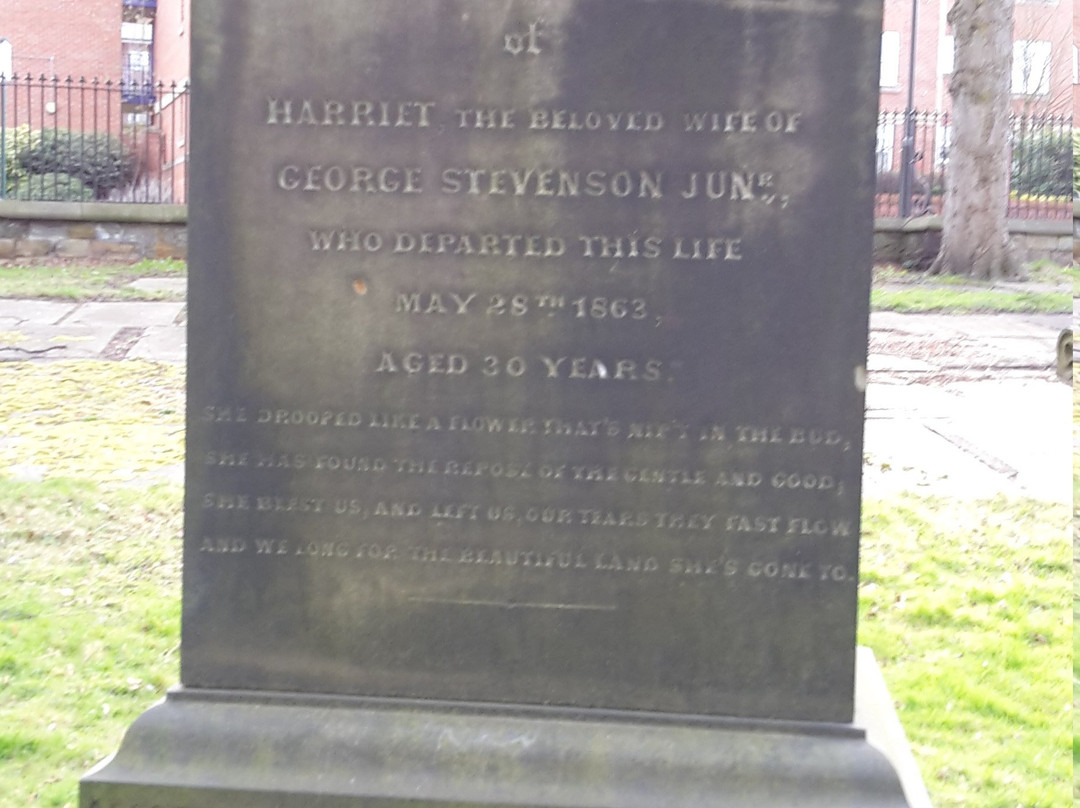 of
HARRIET, THE BELOVED WIFE OF
GEORGE STEVENSON JUNR,
WHO DEPARTED THIS LIFE
MAY 28TH 1863,
AGED 30 YEARS.
SHE DROOPED LIKE A FLOWER THAT'S NIP'T IN THE BUD,
SHE HAS FOUND THE REPOSE OF THE GENTLE AND GOOD;
SHE BLEST US, AND LEFT US, OUR TEARS THEY FAST FLOW
AND WE LONG FOR THE BEAUTIFUL LAND SHE'S GONE TO.